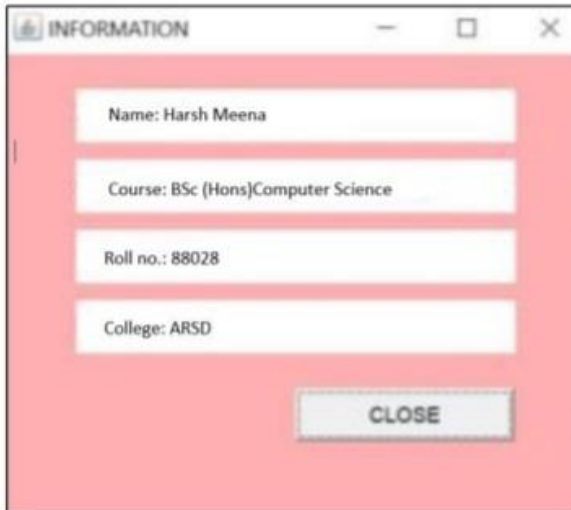 INFORMATION
Name: Harsh Meena
Course: BSc (Hons)Computer Science
Roll no.: 88028
College: ARSD
CLOSE